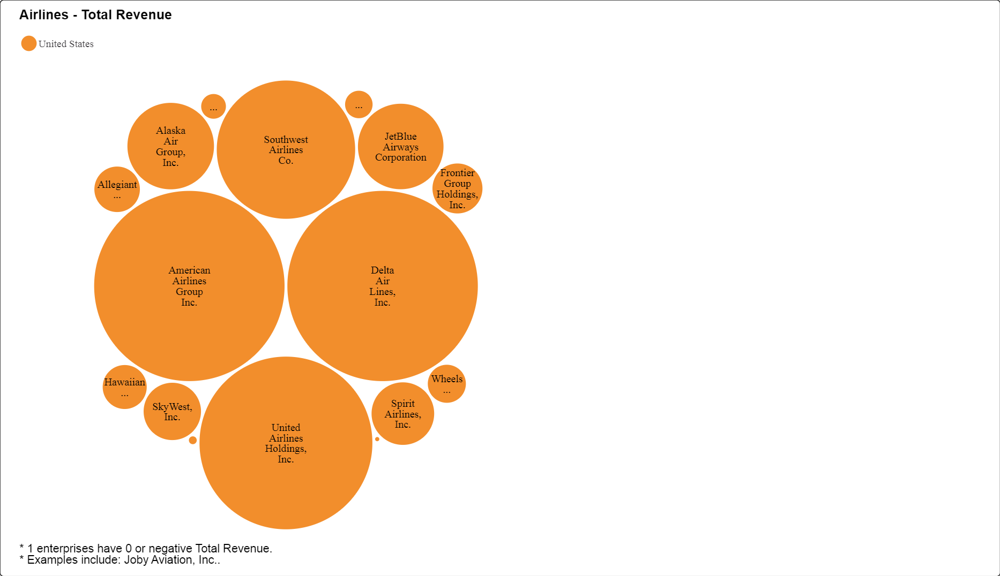 Airlines - Total Revenue
United States
...
...
Alaska
Air
Group,
Inc.
Southwest
Airlines
Co.
JetBlue
Airways
Corporation
Allegiant
...
Frontier
Group
Holdings,
Inc.
American
Airlines
Group
Inc.
Delta
Air
Lines,
Inc.
Hawaiian
...
SkyWest,
Inc.
United
Airlines
Holdings,
Inc.
Spirit
Airlines,
Inc.
Wheels
...
* 1 enterprises have 0 or negative Total Revenue.
* Examples include: Joby Aviation, Inc..